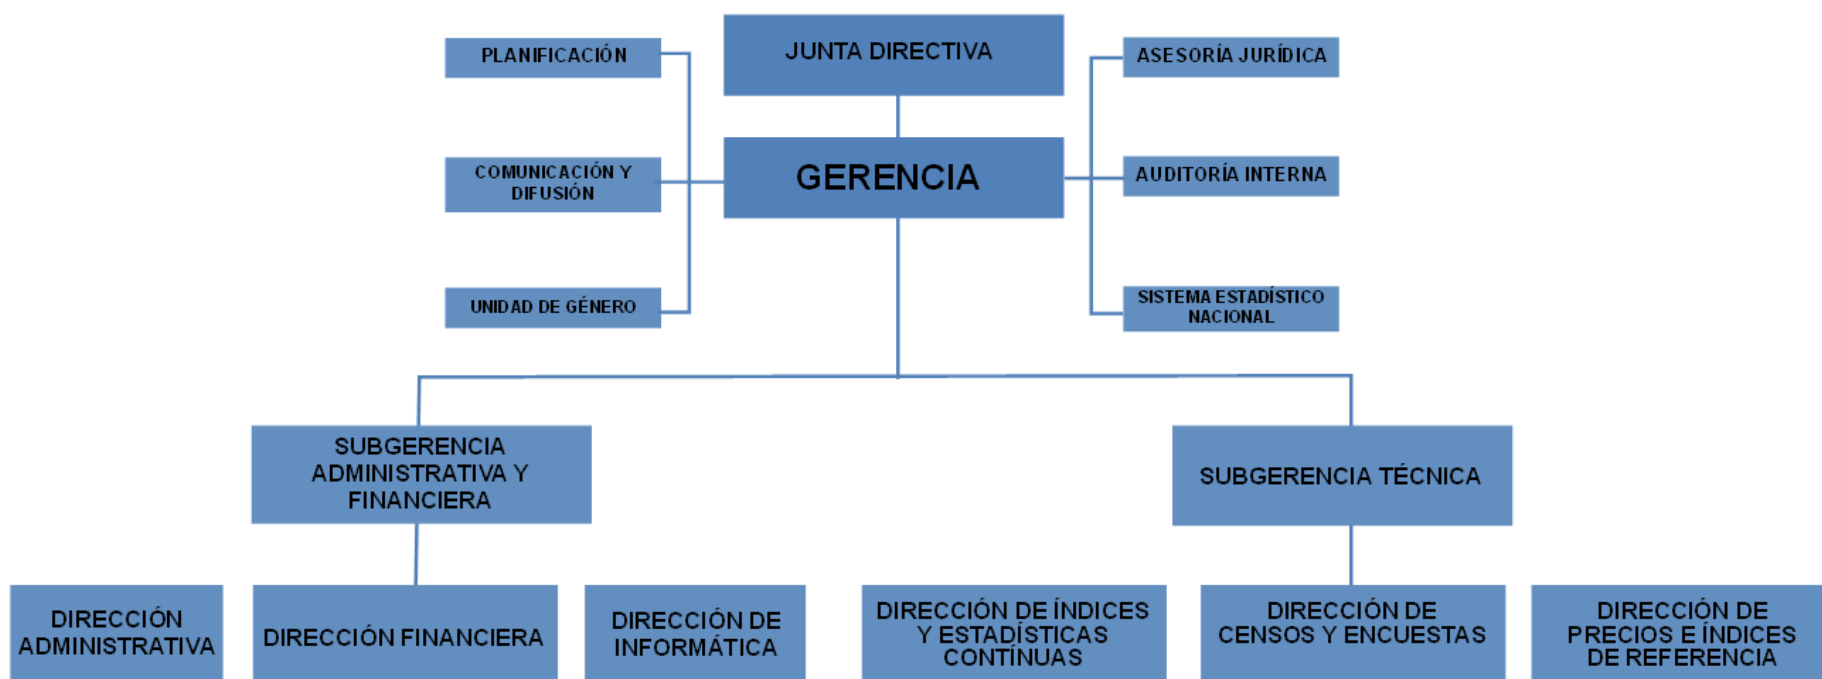 JUNTA DIRECTIVA
PLANIFICACIÓN
ASESORÍA JURÍDICA
COMUNICACIÓN Y
DIFUSIÓN
GERENCIA
AUDITORÍA INTERNA
UNIDAD DE GÉNERO
SISTEMA ESTADÍSTICO
NACIONAL
SUBGERENCIA
ADMINISTRATIVA Y
FINANCIERA
SUBGERENCIA TÉCNICA
DIRECCIÓN
ADMINISTRATIVA
DIRECCIÓN FINANCIERA
DIRECCIÓN DE
INFORMÁTICA
DIRECCIÓN DE ÍNDICES
Y ESTADÍSTICAS
CONTÍNUAS
DIRECCIÓN DE
CENSOS Y ENCUESTAS
DIRECCIÓN DE
PRECIOS E ÍNDICES
DE REFERENCIA